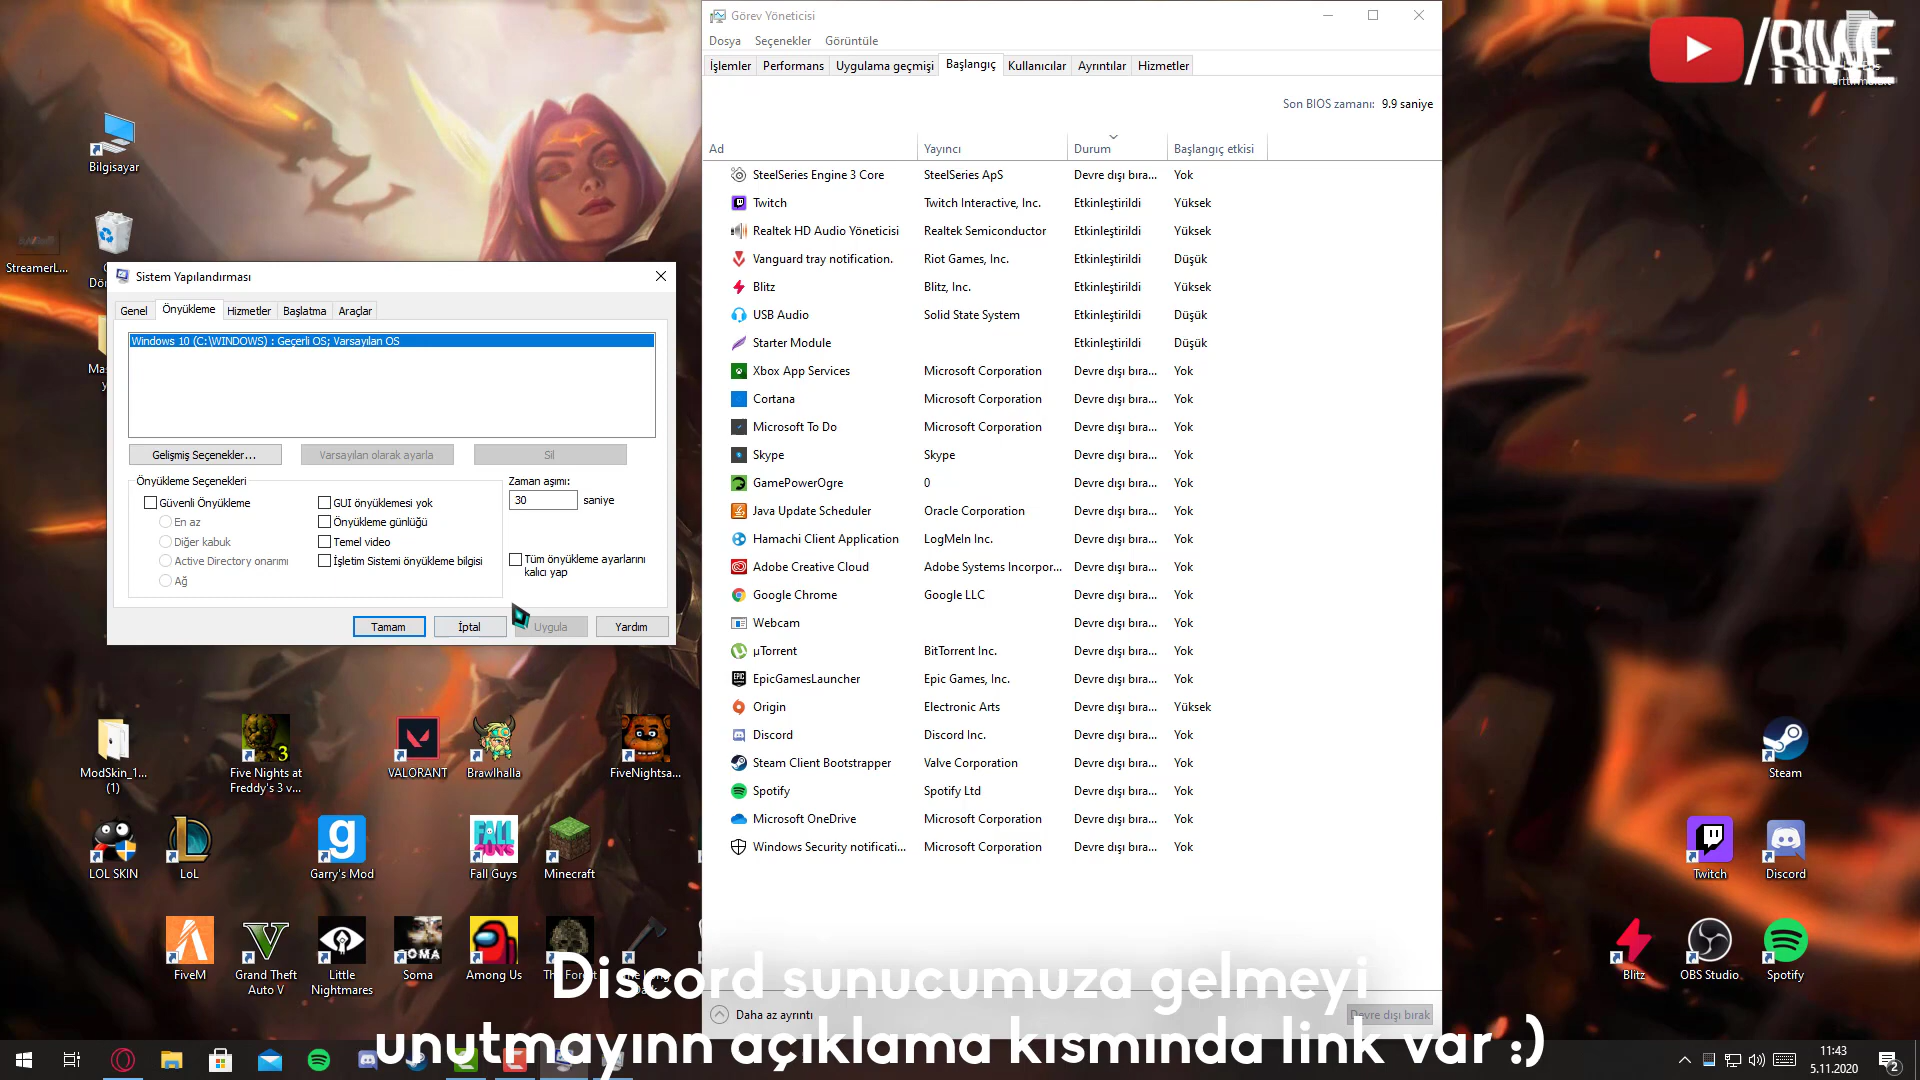 Görev Yöneticisi
Dosya Seçenekler Görüntüle
İşlemler Performans Uygulama geçmişi Başlangıç Kullanıcılar Ayrıntılar Hizmetler
Son BIOS zamanı: 9.9 saniye
Ad Yayıncı Durum Başlangıç etkisi
SteelSeries Engine 3 Core SteelSeries ApS Devre dışı bıra... Yok
Twitch Twitch Interactive, Inc. Etkinleştirildi Yüksek
Realtek HD Audio Yöneticisi Realtek Semiconductor Etkinleştirildi Yüksek
Vanguard tray notification. Riot Games, Inc. Etkinleştirildi Düşük
Blitz Blitz, Inc. Etkinleştirildi Yüksek
USB Audio Solid State System Etkinleştirildi Düşük
Starter Module Etkinleştirildi Düşük
Xbox App Services Microsoft Corporation Devre dışı bıra... Yok
Cortana Microsoft Corporation Devre dışı bıra... Yok
Microsoft To Do Microsoft Corporation Devre dışı bıra... Yok
Skype Skype Devre dışı bıra... Yok
GamePowerOgre 0 Devre dışı bıra... Yok
Java Update Scheduler Oracle Corporation Devre dışı bıra... Yok
Hamachi Client Application LogMeIn Inc. Devre dışı bıra... Yok
Adobe Creative Cloud Adobe Systems Incorpor... Devre dışı bıra... Yok
Google Chrome Google LLC Devre dışı bıra... Yok
Webcam Devre dışı bıra... Yok
µTorrent BitTorrent Inc. Devre dışı bıra... Yok
EpicGamesLauncher Epic Games, Inc. Devre dışı bıra... Yok
Origin Electronic Arts Devre dışı bıra... Yüksek
Discord Discord Inc. Devre dışı bıra... Yok
Steam Client Bootstrapper Valve Corporation Devre dışı bıra... Yok
Spotify Spotify Ltd Devre dışı bıra... Yok
Microsoft OneDrive Microsoft Corporation Devre dışı bıra... Yok
Windows Security notificati... Microsoft Corporation Devre dışı bıra... Yok
Daha az ayrıntı Devre dışı bırak
/RIWE
Bilgisayar
StreamerL...
Sistem Yapılandırması
Genel Önyükleme Hizmetler Başlatma Araçlar
Windows 10 (C:\WINDOWS) : Geçerli OS; Varsayılan OS
Gelişmiş Seçenekler... Varsayılan olarak ayarla Sil
Önyükleme Seçenekleri
Zaman aşımı:
30 saniye
Güvenli Önyükleme GUI önyüklemesi yok
En az Önyükleme günlüğü
Diğer kabuk Temel video
Active Directory onarımı İşletim Sistemi önyükleme bilgisi
Ağ
Tüm önyükleme ayarlarını
kalıcı yap
Tamam İptal Uygula Yardım
ModSkin_1...
(1)
Five Nights at
Freddy's 3 v...
VALORANT
Brawlhalla
FiveNightsa...
Steam
LOL SKIN
LoL
Garry's Mod
FALL GUYS
Fall Guys
Minecraft
Twitch
Discord
FiveM
Grand Theft
Auto V
Little
Nightmares
SOMA
Soma
Among Us
Blitz
OBS Studio
Spotify
Discord sunucumuza gelmeyi
unutmayınn açıklama kısmında link var :)
11:43
5.11.2020
2